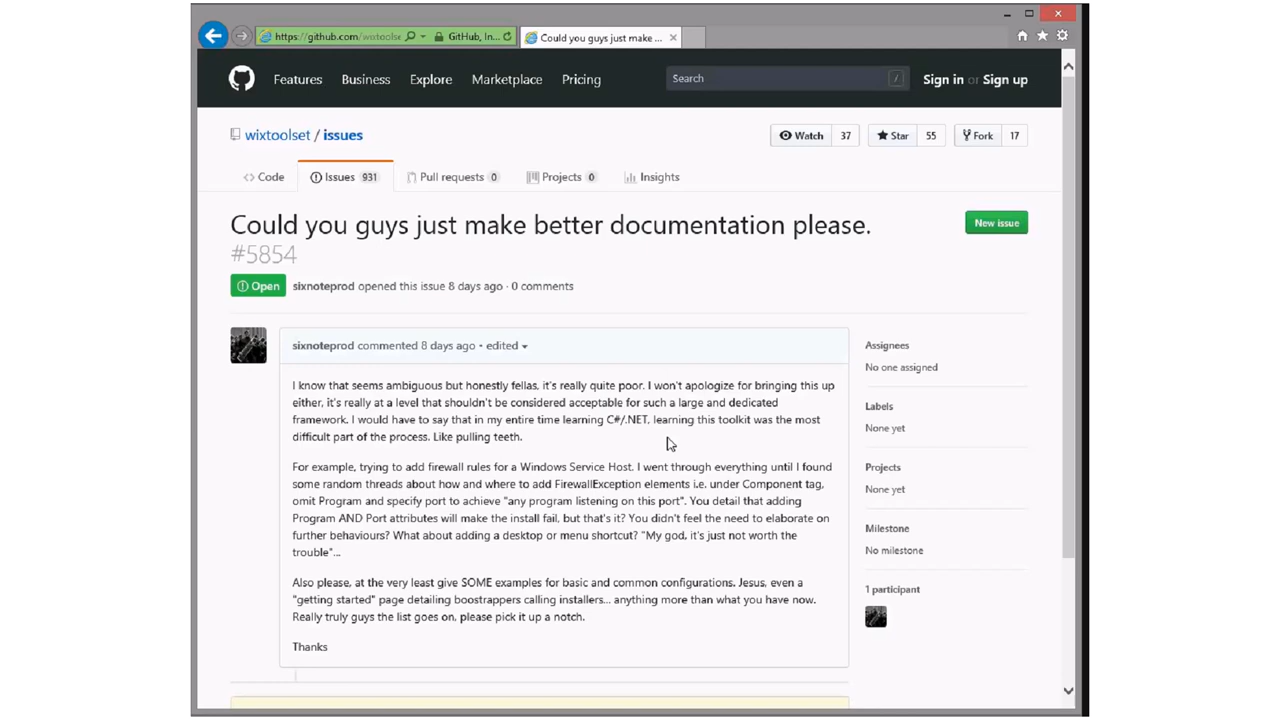 https://github.com/wixtoolse GitHub, In... Could you guys just make ...
Features Business Explore Marketplace Pricing Search / Sign in or Sign up
wixtoolset / issues Watch 37 Star 55 Fork 17
Code Issues 931 Pull requests 0 Projects 0 Insights
Could you guys just make better documentation please. New issue
#5854
Open sixnoteprod opened this issue 8 days ago · 0 comments
sixnoteprod commented 8 days ago • edited
I know that seems ambiguous but honestly fellas, it's really quite poor. I won't apologize for bringing this up
either, it's really at a level that shouldn't be considered acceptable for such a large and dedicated
framework. I would have to say that in my entire time learning C#/.NET, learning this toolkit was the most
difficult part of the process. Like pulling teeth.
For example, trying to add firewall rules for a Windows Service Host. I went through everything until I found
some random threads about how and where to add FirewallException elements i.e. under Component tag,
omit Program and specify port to achieve "any program listening on this port". You detail that adding
Program AND Port attributes will make the install fail, but that's it? You didn't feel the need to elaborate on
further behaviours? What about adding a desktop or menu shortcut? "My god, it's just not worth the
trouble"...
Also please, at the very least give SOME examples for basic and common configurations. Jesus, even a
"getting started" page detailing boostrappers calling installers... anything more than what you have now.
Really truly guys the list goes on, please pick it up a notch.
Thanks
Assignees
No one assigned
Labels
None yet
Projects
None yet
Milestone
No milestone
1 participant